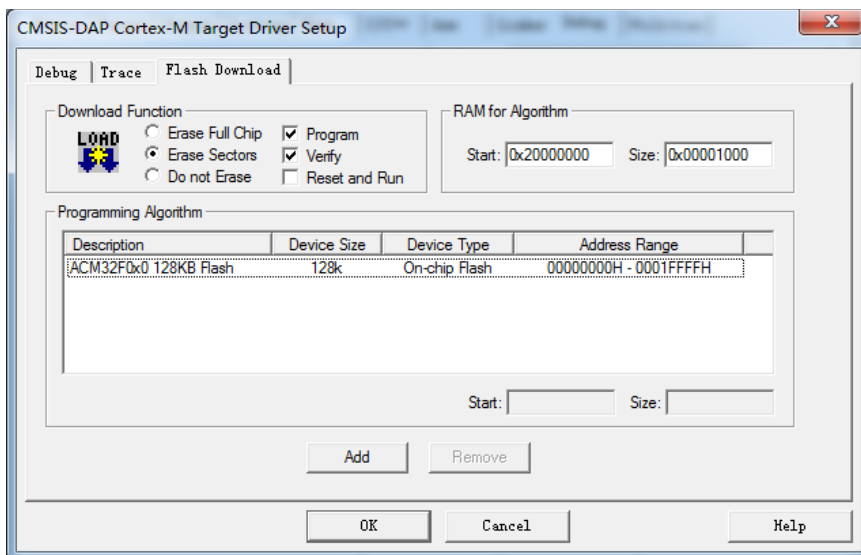 CMSIS-DAP Cortex-M Target Driver Setup
Debug Trace Flash Download
Download Function
LOAD
Erase Full Chip
Erase Sectors
Do not Erase
Program
Verify
Reset and Run
RAM for Algorithm
Start: 0x20000000 Size: 0x00001000
Programming Algorithm
Description Device Size Device Type Address Range
ACM32F0x0 128KB Flash 128k On-chip Flash 00000000H - 0001FFFFH
Start: Size:
Add Remove
OK Cancel Help